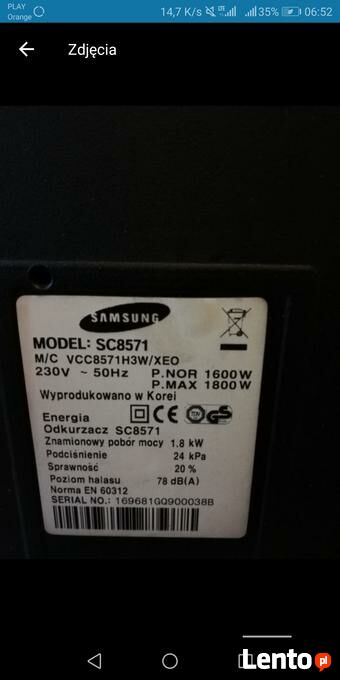 PLAY
Orange
14,7 K/s LTE 35% 06:52
Zdjęcia
SAMSUNG
MODEL: SC8571
M/C VCC8571H3W/XEO
230V ~ 50Hz P.NOR 1600W
P.MAX 1800W
Wyprodukowano w Korei
Energia
Odkurzacz SC8571
Znamionowy pobór mocy 1.8 kW
Podciśnienie 24 kPa
Sprawność 20 %
Poziom hałasu 78 dB(A)
Norma EN 60312
SERIAL NO.: 169681GQ900038B
Lento.pl